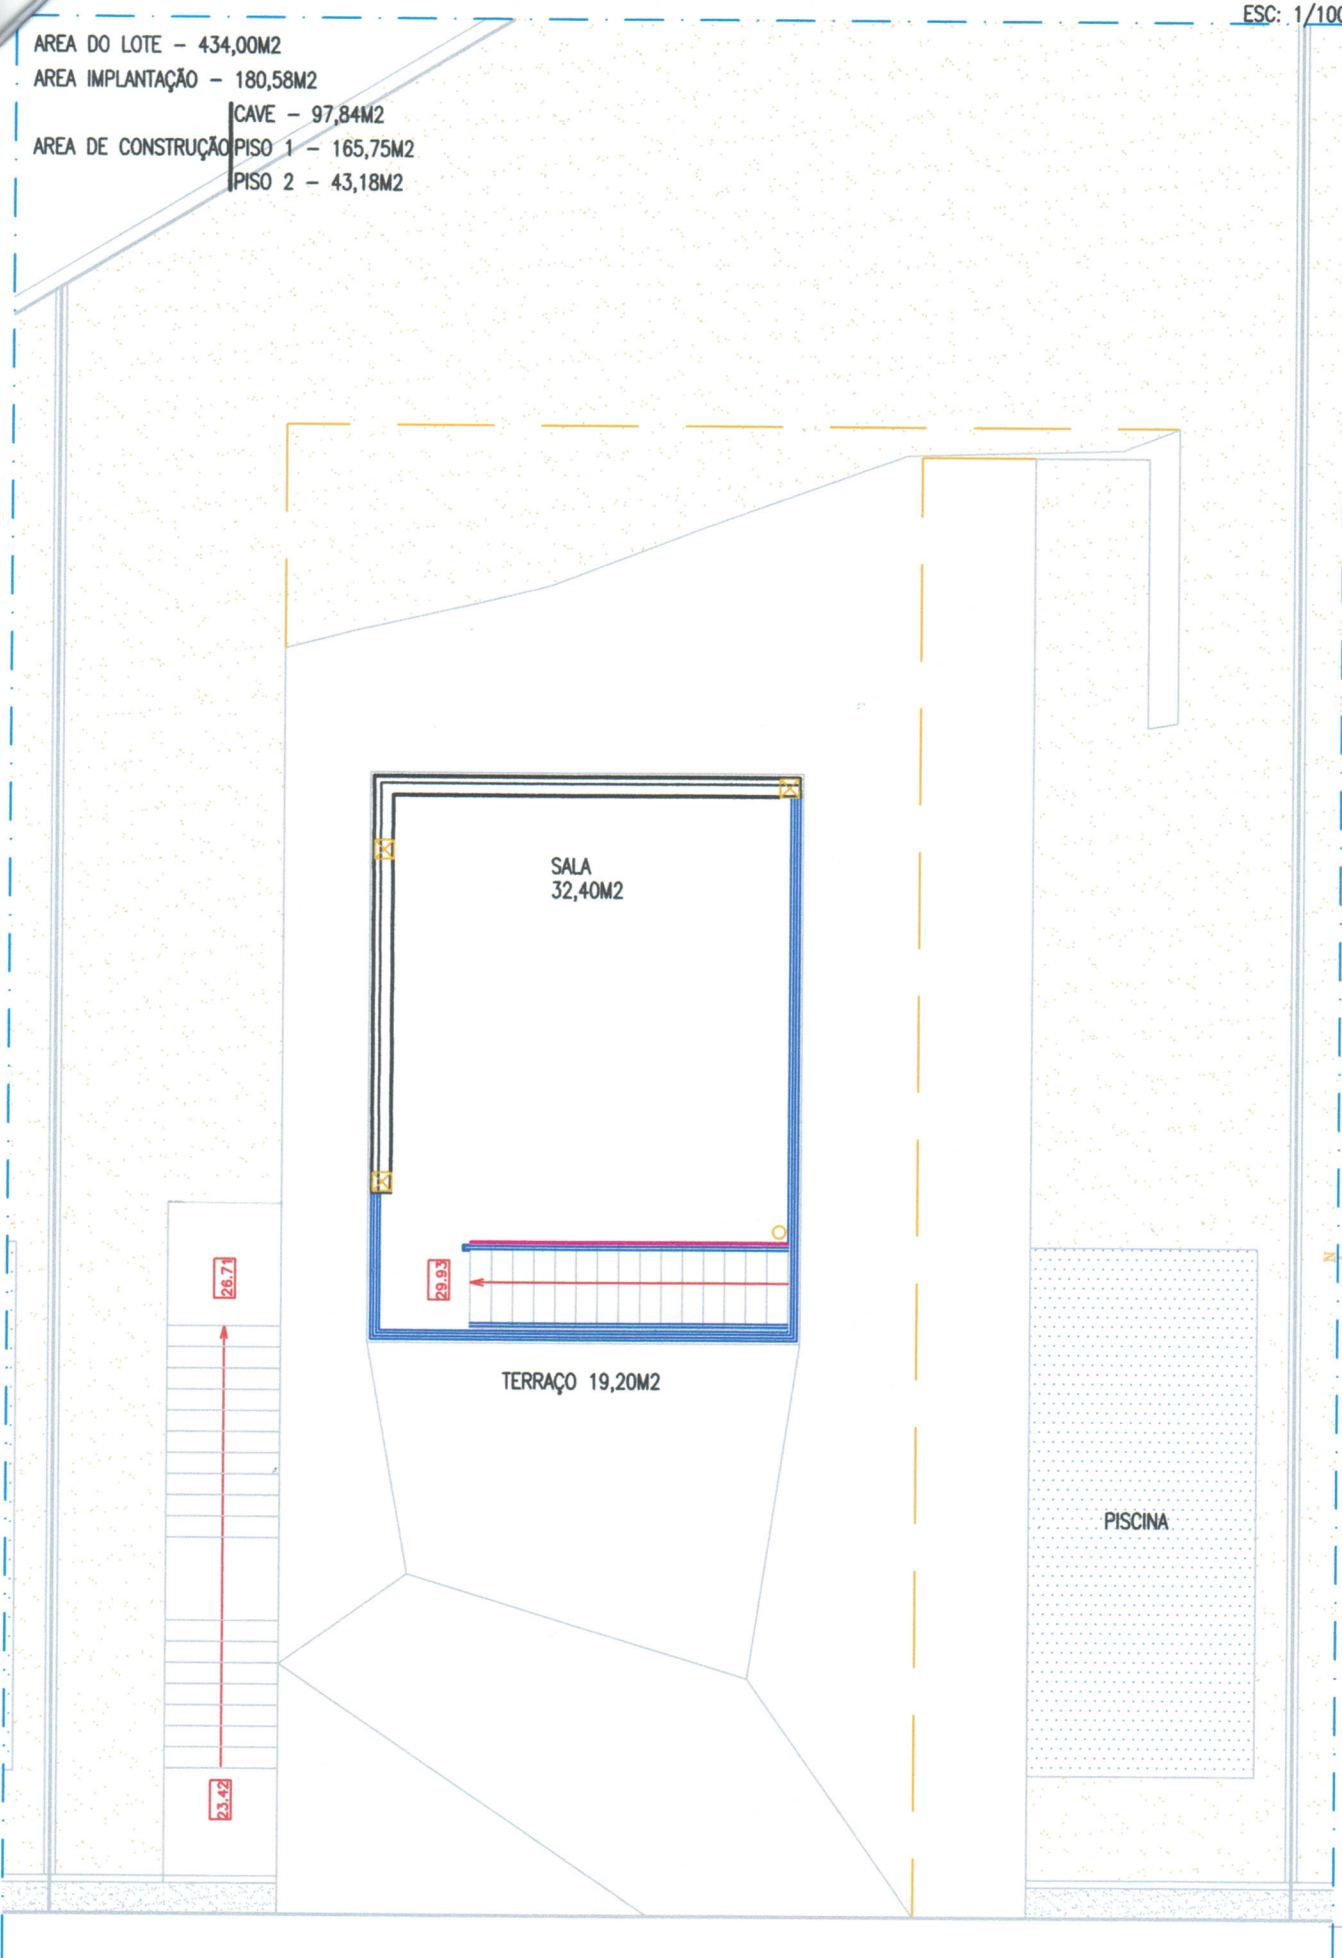 ESC: 1/100
AREA DO LOTE - 434,00M2
AREA IMPLANTAÇÃO - 180,58M2
CAVE - 97,84M2
AREA DE CONSTRUÇÃO PISO 1 - 165,75M2
PISO 2 - 43,18M2
SALA
32,40M2
26.71
29.93
TERRAÇO 19,20M2
PISCINA
23.42
N